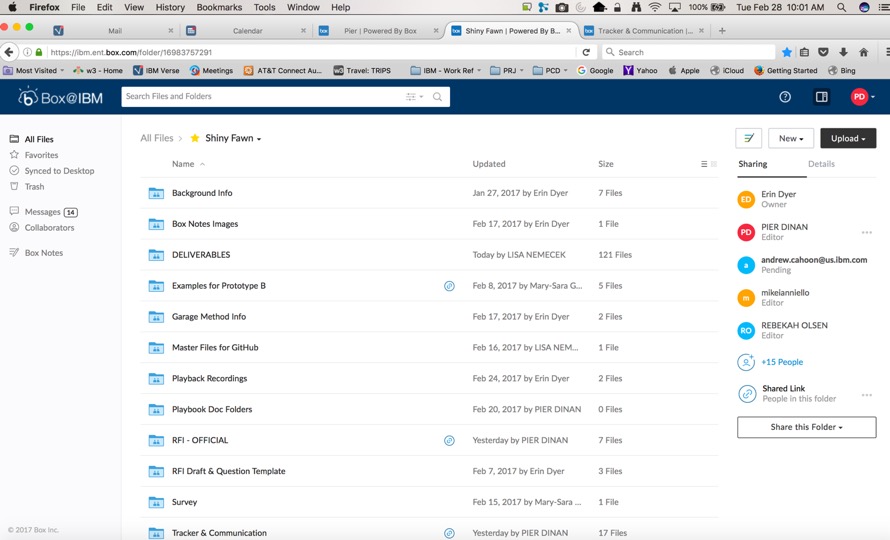 Firefox File Edit View History Bookmarks Tools Window Help 100% Tue Feb 28 10:01 AM
Mail Calendar Pier | Powered By Box Shiny Fawn | Powered By B... Tracker & Communication |...
https://ibm.ent.box.com/folder/16983757291 Search
Most Visited w3 - Home IBM Verse Meetings AT&T Connect Au... Travel: TRIPS IBM - Work Ref PRJ PCD Google Yahoo Apple iCloud Getting Started Bing
Box@IBM Search Files and Folders PD
All Files
Favorites
Synced to Desktop
Trash
Messages 14
Collaborators
Box Notes
All Files > Shiny Fawn New Upload
Name Updated Size
Background Info Jan 27, 2017 by Erin Dyer 7 Files
Box Notes Images Feb 17, 2017 by Erin Dyer 1 File
DELIVERABLES Today by LISA NEMECEK 121 Files
Examples for Prototype B Feb 8, 2017 by Mary-Sara G... 5 Files
Garage Method Info Feb 17, 2017 by Erin Dyer 2 Files
Master Files for GitHub Feb 16, 2017 by LISA NEM... 1 File
Playback Recordings Feb 24, 2017 by Erin Dyer 2 Files
Playbook Doc Folders Feb 20, 2017 by PIER DINAN 0 Files
RFI - OFFICIAL Yesterday by PIER DINAN 7 Files
RFI Draft & Question Template Feb 7, 2017 by Erin Dyer 3 Files
Survey Feb 15, 2017 by Mary-Sara ... 1 File
Tracker & Communication Yesterday by PIER DINAN 17 Files
Sharing Details
ED Erin Dyer
Owner
PD PIER DINAN
Editor
a andrew.cahoon@us.ibm.com
Pending
m mikeianniello
Editor
RO REBEKAH OLSEN
Editor
+15 People
Shared Link
People in this folder
Share this Folder
© 2017 Box Inc.